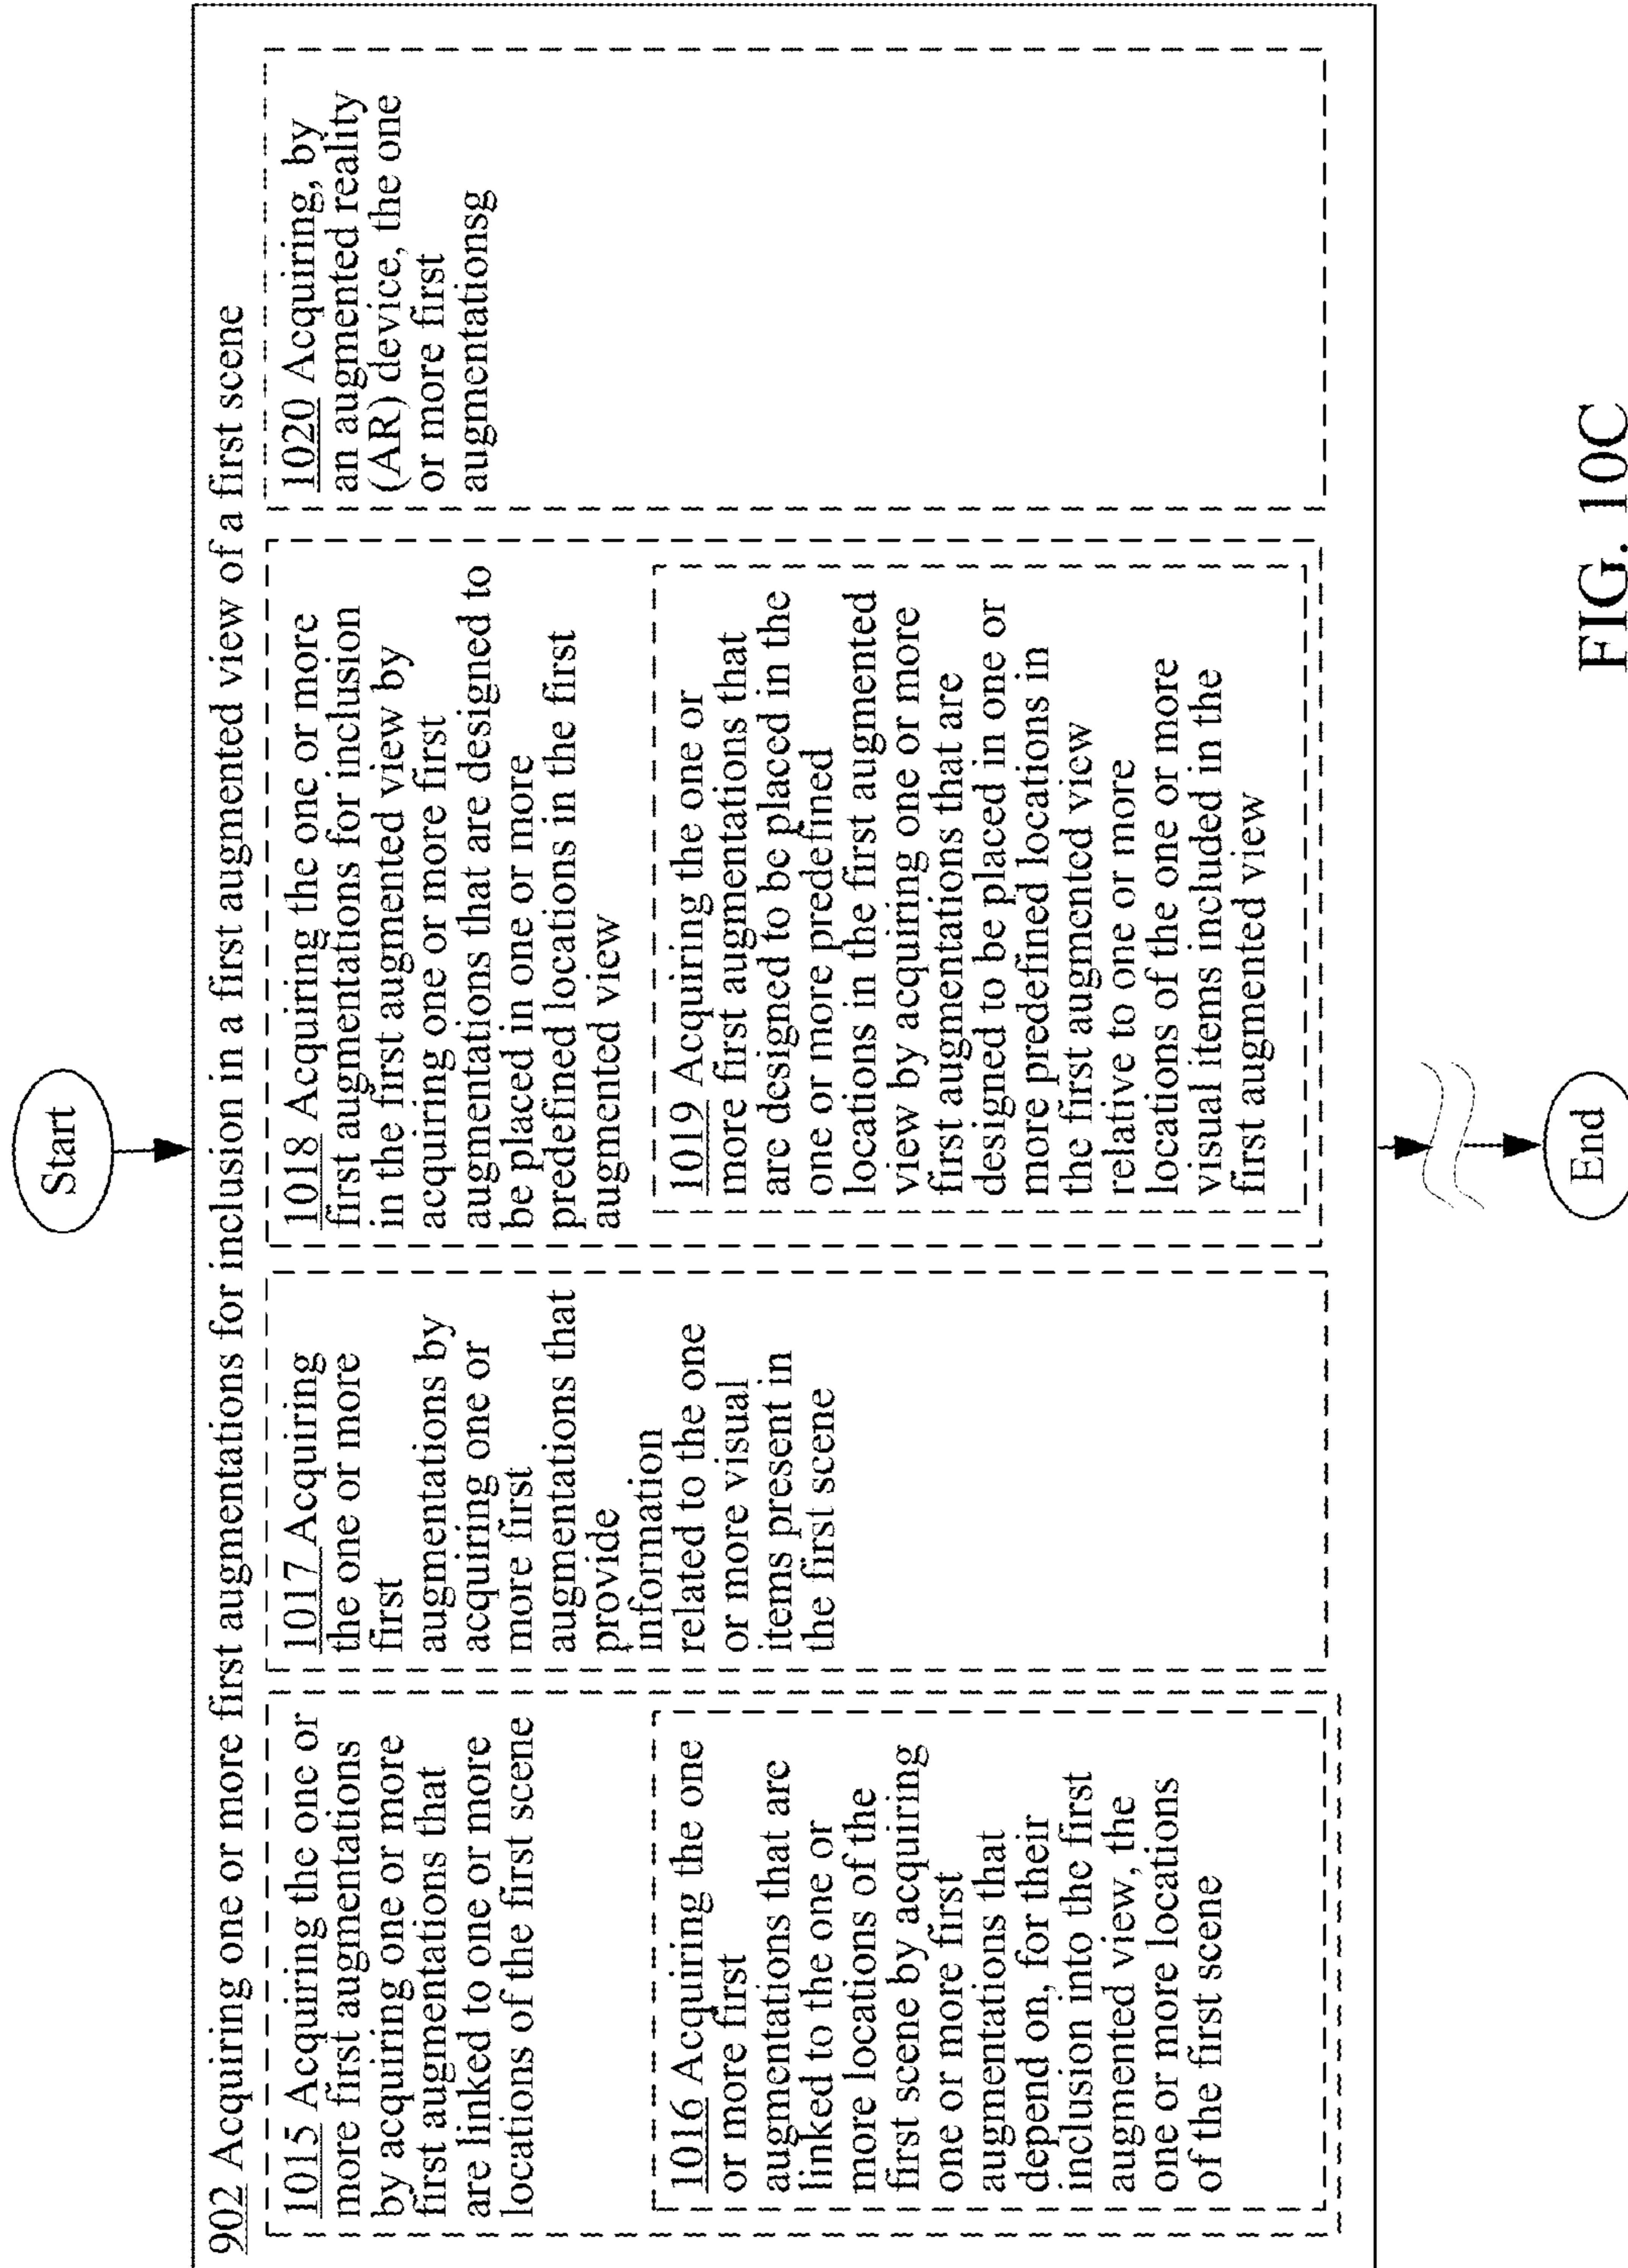 Start
902 Acquiring one or more first augmentations for inclusion in a first augmented view of a first scene
1015 Acquiring the one or
more first augmentations
by acquiring one or more
first augmentations that
are linked to one or more
locations of the first scene
1016 Acquiring the one
or more first
augmentations that are
linked to the one or
more locations of the
first scene by acquiring
one or more first
augmentations that
depend on, for their
inclusion into the first
augmented view, the
one or more locations
of the first scene
1017 Acquiring
the one or more
first
augmentations by
acquiring one or
more first
augmentations that
provide
information
related to the one
or more visual
items present in
the first scene
1018 Acquiring the one or more
first augmentations for inclusion
in the first augmented view by
acquiring one or more first
augmentations that are designed to
be placed in one or more
predefined locations in the first
augmented view
1019 Acquiring the one or
more first augmentations that
are designed to be placed in the
one or more predefined
locations in the first augmented
view by acquiring one or more
first augmentations that are
designed to be placed in one or
more predefined locations in
the first augmented view
relative to one or more
locations of the one or more
visual items included in the
first augmented view
1020 Acquiring, by
an augmented reality
(AR) device, the one
or more first
augmentationsg
End
FIG. 10C